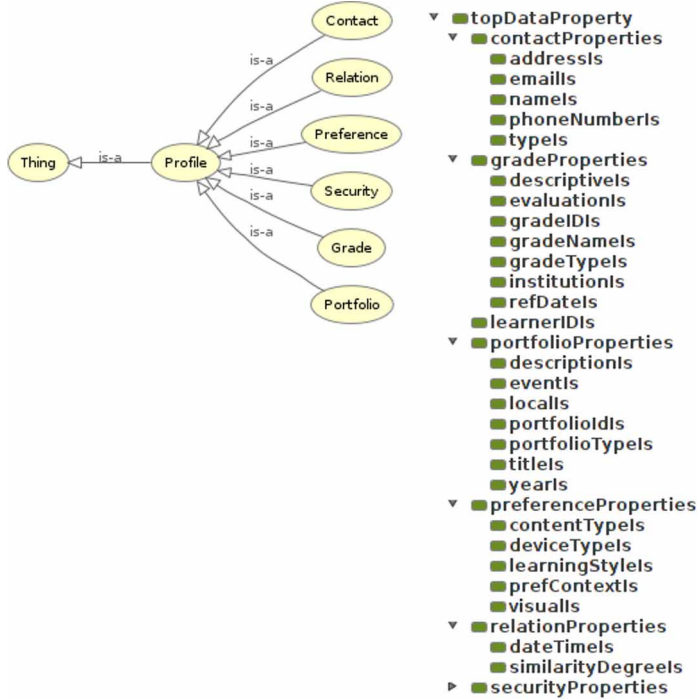 Contact
is-a
Relation
is-a
Preference
is-a
Thing
is-a
Profile
is-a
Security
is-a
Grade
is-a
Portfolio
topDataProperty
contactProperties
addressIs
emailIs
nameIs
phoneNumberIs
typeIs
gradeProperties
descriptiveIs
evaluationIs
gradeIDIs
gradeNameIs
gradeTypeIs
institutionIs
refDateIs
learnerIDIs
portfolioProperties
descriptionIs
eventIs
localIs
portfolioIdIs
portfolioTypeIs
titleIs
yearIs
preferenceProperties
contentTypeIs
deviceTypeIs
learningStyleIs
prefContextIs
visualIs
relationProperties
dateTimeIs
similarityDegreeIs
securityProperties